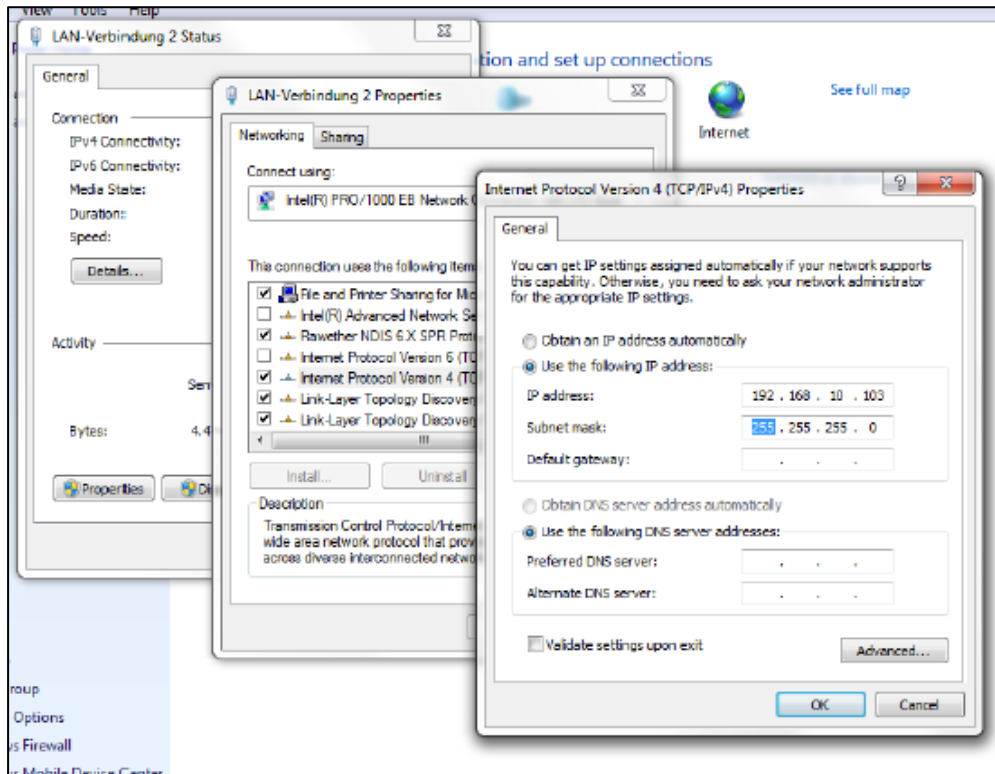 View Tools Help
LAN-Verbindung 2 Status
General
Connection
IPv4 Connectivity:
IPv6 Connectivity:
Media State:
Duration:
Speed:
Details...
Activity
Bytes:
4,4
Properties
LAN-Verbindung 2 Properties
Networking
Sharing
Connect using:
Intel(R) PRO/1000 EB Network
This connection uses the following item
File and Printer Sharing for Mic
Intel(R) Advanced Network Se
Rawether NDIS 6.X SPR Proto
Internet Protocol Version 6 (TC
Internet Protocol Version 4 (TC
Link-Layer Topology Discovery
Link-Layer Topology Discovery
Install...
Uninstall
Description
Transmission Control Protocol/Interne
wide area network protocol that prov
across diverse interconnected netwo
tion and set up connections
See full map
Internet
Internet Protocol Version 4 (TCP/IPv4) Properties
General
You can get IP settings assigned automatically if your network supports
this capability. Otherwise, you need to ask your network administrator
for the appropriate IP settings.
Obtain an IP address automatically
Use the following IP address:
IP address:
192 . 168 . 10 . 103
Subnet mask:
255 . 255 . 255 . 0
Default gateway:
Obtain DNS server address automatically
Use the following DNS server addresses:
Preferred DNS server:
Alternate DNS server:
Validate settings upon exit
Advanced...
OK
Cancel
roup
Options
vs Firewall
Mobile Device Center